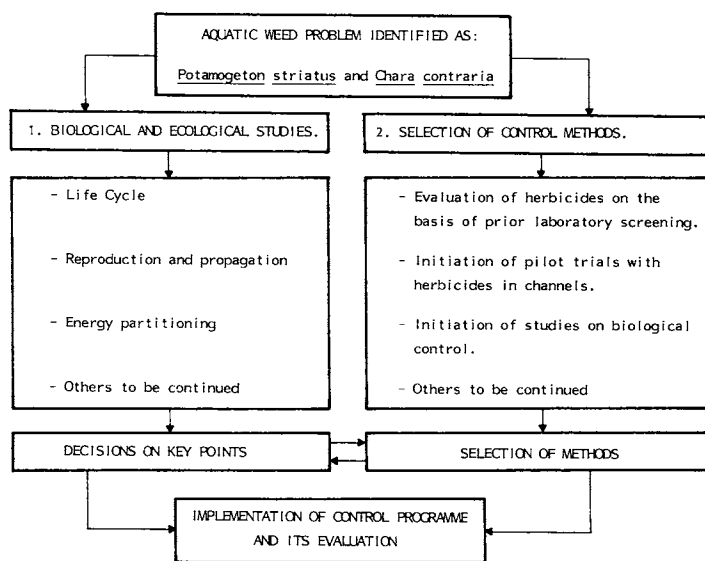 AQUATIC WEED PROBLEM IDENTIFIED AS:
Potamogeton striatus and Chara contraria
1. BIOLOGICAL AND ECOLOGICAL STUDIES.
2. SELECTION OF CONTROL METHODS.
- Life Cycle
- Reproduction and propagation
- Energy partitioning
- Others to be continued
- Evaluation of herbicides on the
basis of prior laboratory screening.
- Initiation of pilot trials with
herbicides in channels.
- Initiation of studies on biological
control.
- Others to be continued
DECISIONS ON KEY POINTS
SELECTION OF METHODS
IMPLEMENTATION OF CONTROL PROGRAMME
AND ITS EVALUATION